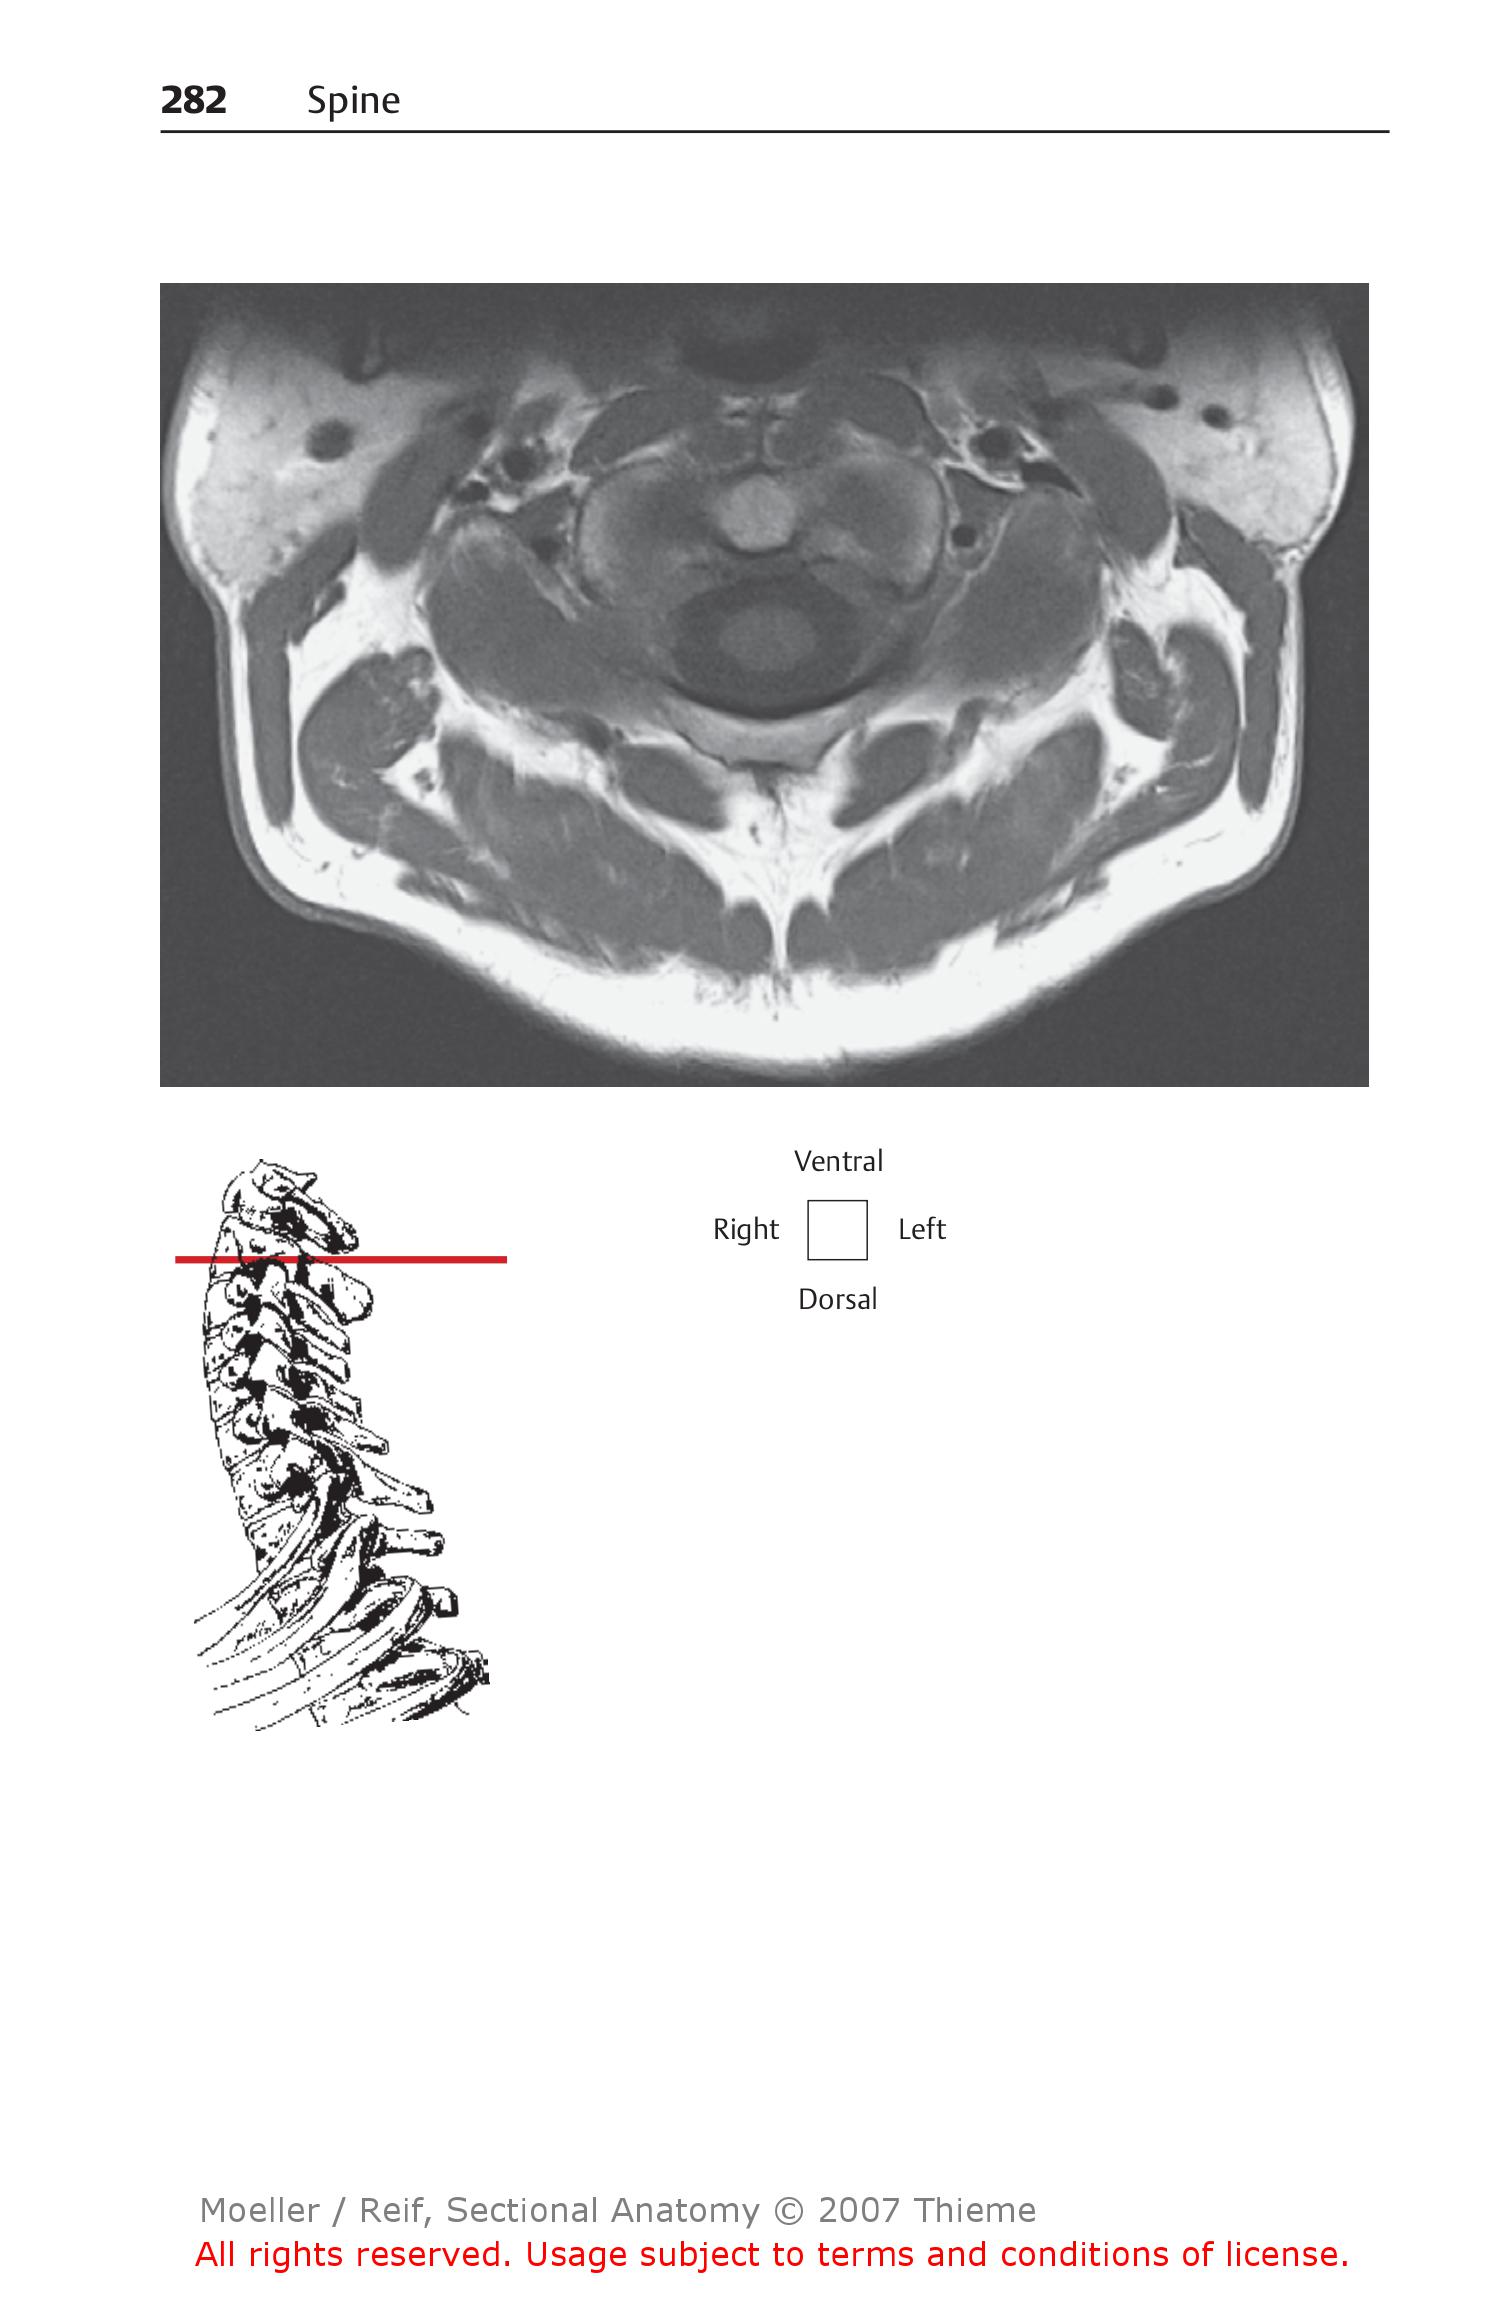 282 Spine
Ventral
Right Left
Dorsal
Moeller / Reif, Sectional Anatomy © 2007 Thieme
All rights reserved. Usage subject to terms and conditions of license.